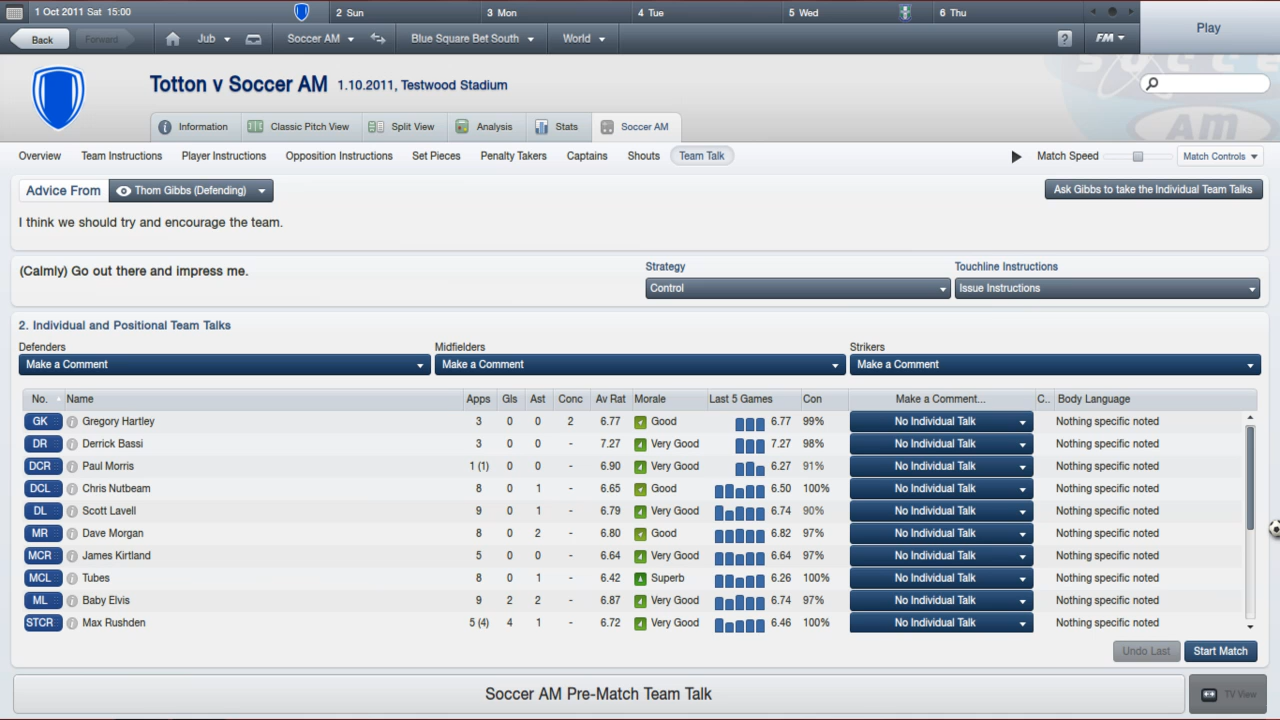 1 Oct 2011 Sat 15:00 2 Sun 3 Mon 4 Tue 5 Wed 6 Thu
Play
Back Forward Jub Soccer AM Blue Square Bet South World ? FM
Totton v Soccer AM 1.10.2011, Testwood Stadium
AM
Information Classic Pitch View Split View Analysis Stats Soccer AM
Overview Team Instructions Player Instructions Opposition Instructions Set Pieces Penalty Takers Captains Shouts Team Talk Match Speed Match Controls
Advice From Thom Gibbs (Defending) Ask Gibbs to take the Individual Team Talks
I think we should try and encourage the team.
(Calmly) Go out there and impress me.
Strategy Touchline Instructions
Control Issue Instructions
2. Individual and Positional Team Talks
Defenders Midfielders Strikers
Make a Comment Make a Comment Make a Comment
No. Name Apps Gls Ast Conc Av Rat Morale Last 5 Games Con Make a Comment... C.. Body Language
GK Gregory Hartley 3 0 0 2 6.77 Good 6.77 99% No Individual Talk Nothing specific noted
DR Derrick Bassi 3 0 0 - 7.27 Very Good 7.27 98% No Individual Talk Nothing specific noted
DCR Paul Morris 1 (1) 0 0 - 6.90 Very Good 6.27 91% No Individual Talk Nothing specific noted
DCL Chris Nutbeam 8 0 1 - 6.65 Good 6.50 100% No Individual Talk Nothing specific noted
DL Scott Lavell 9 0 1 - 6.79 Very Good 6.74 90% No Individual Talk Nothing specific noted
MR Dave Morgan 8 0 2 - 6.80 Good 6.82 97% No Individual Talk Nothing specific noted
MCR James Kirtland 5 0 0 - 6.64 Very Good 6.64 97% No Individual Talk Nothing specific noted
MCL Tubes 8 0 1 - 6.42 Superb 6.26 100% No Individual Talk Nothing specific noted
ML Baby Elvis 9 2 2 - 6.87 Very Good 6.74 97% No Individual Talk Nothing specific noted
STCR Max Rushden 5 (4) 4 1 - 6.72 Very Good 6.46 100% No Individual Talk Nothing specific noted
Undo Last Start Match
Soccer AM Pre-Match Team Talk TV View